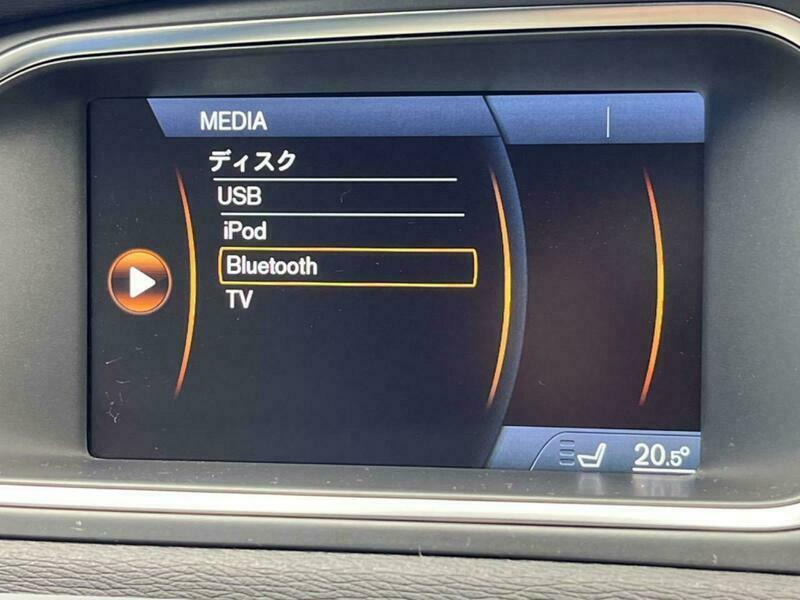 MEDIA
ディスク
USB
iPod
Bluetooth
TV
20.5°